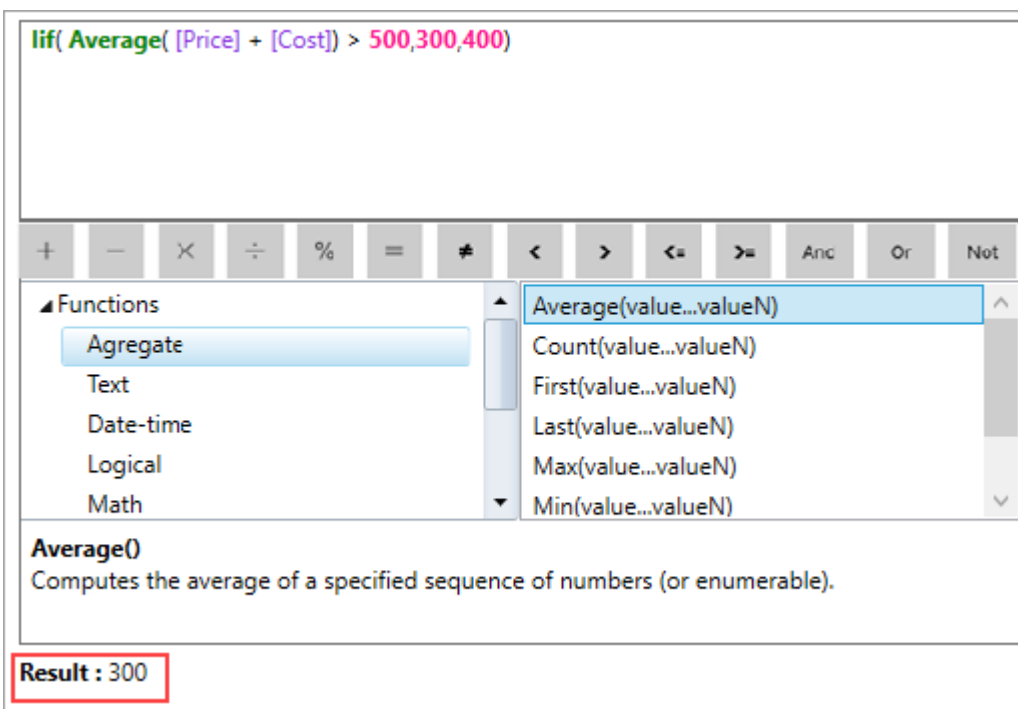 Iif( Average( [Price] + [Cost]) > 500,300,400)
+ − × ÷ % = ≠ < > <= >= And Or Not
Functions
Agregate
Text
Date-time
Logical
Math
Average(value...valueN)
Count(value...valueN)
First(value...valueN)
Last(value...valueN)
Max(value...valueN)
Min(value...valueN)
Average()
Computes the average of a specified sequence of numbers (or enumerable).
Result : 300